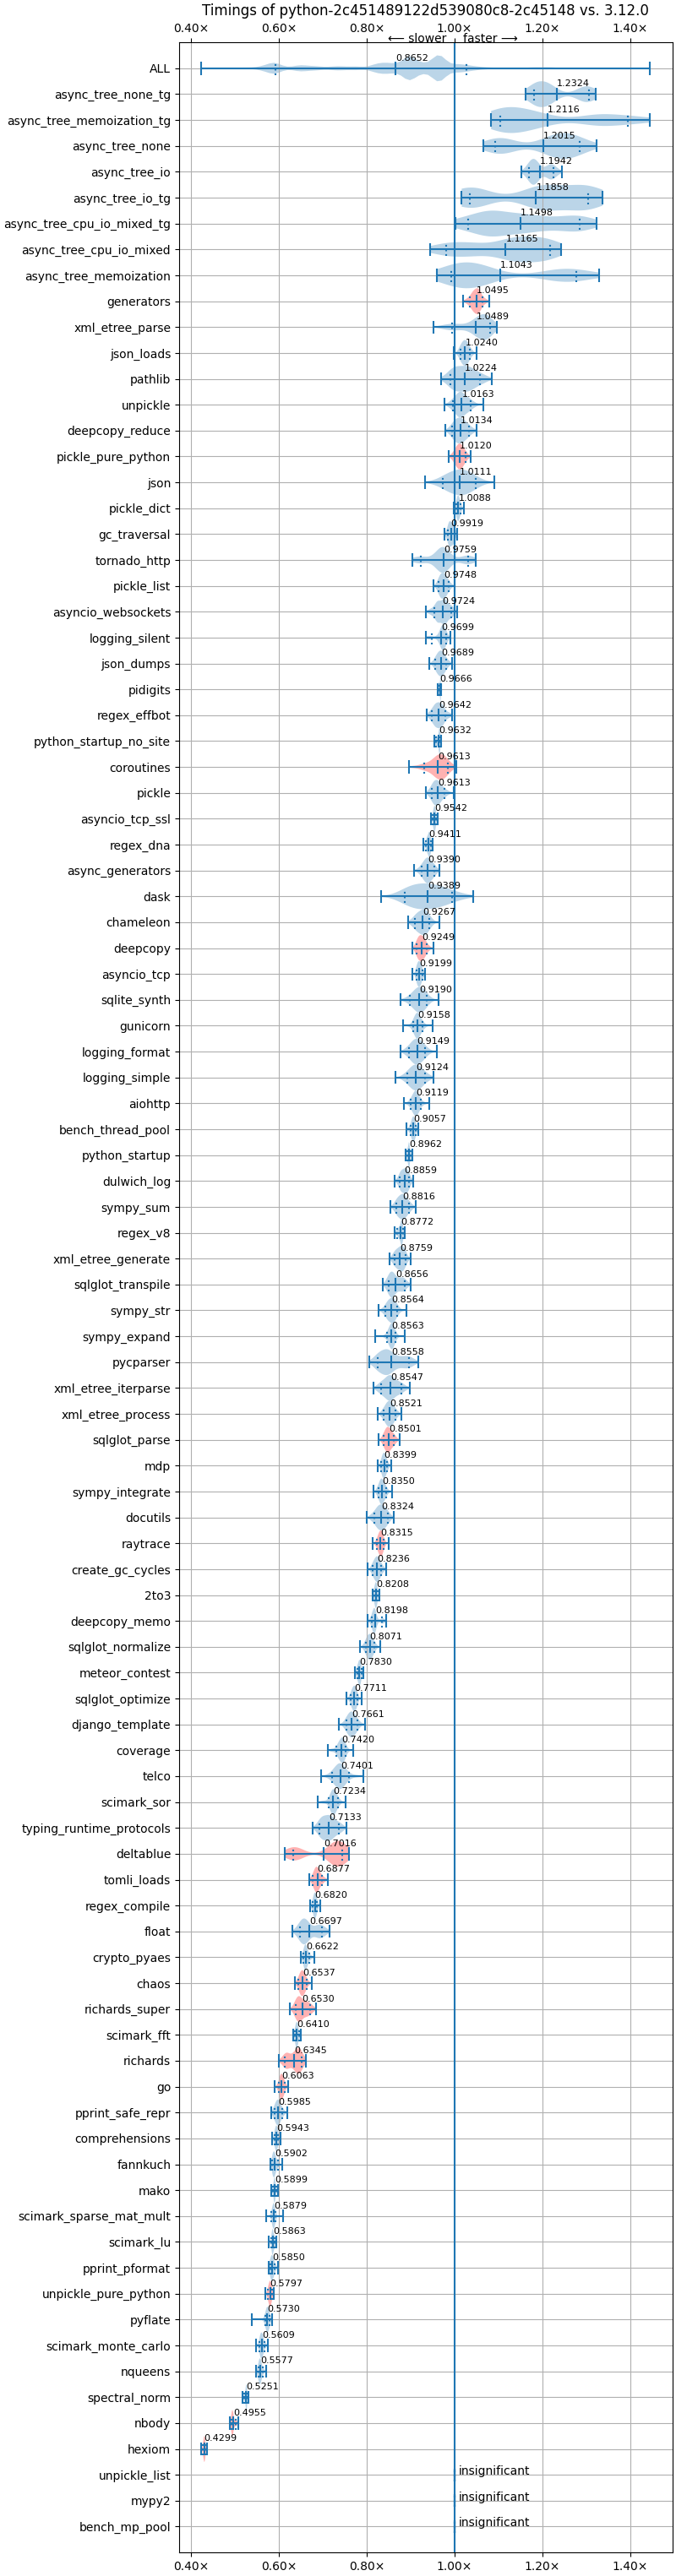 Timings of python-2c451489122d539080c8-2c45148 vs. 3.12.0
0.40× 0.60× 0.80× 1.00× 1.20× 1.40×
⟵ slower faster ⟶
ALL 0.8652
async_tree_none_tg 1.2324
async_tree_memoization_tg 1.2116
async_tree_none 1.2015
async_tree_io 1.1942
async_tree_io_tg 1.1858
async_tree_cpu_io_mixed_tg 1.1498
async_tree_cpu_io_mixed 1.1165
async_tree_memoization 1.1043
generators 1.0495
xml_etree_parse 1.0489
json_loads 1.0240
pathlib 1.0224
unpickle 1.0163
deepcopy_reduce 1.0134
pickle_pure_python 1.0120
json 1.0111
pickle_dict 1.0088
gc_traversal 0.9919
tornado_http 0.9759
pickle_list 0.9748
asyncio_websockets 0.9724
logging_silent 0.9699
json_dumps 0.9689
pidigits 0.9666
regex_effbot 0.9642
python_startup_no_site 0.9632
coroutines 0.9613
pickle 0.9613
asyncio_tcp_ssl 0.9542
regex_dna 0.9411
async_generators 0.9390
dask 0.9389
chameleon 0.9267
deepcopy 0.9249
asyncio_tcp 0.9199
sqlite_synth 0.9190
gunicorn 0.9158
logging_format 0.9149
logging_simple 0.9124
aiohttp 0.9119
bench_thread_pool 0.9057
python_startup 0.8962
dulwich_log 0.8859
sympy_sum 0.8816
regex_v8 0.8772
xml_etree_generate 0.8759
sqlglot_transpile 0.8656
sympy_str 0.8564
sympy_expand 0.8563
pycparser 0.8558
xml_etree_iterparse 0.8547
xml_etree_process 0.8521
sqlglot_parse 0.8501
mdp 0.8399
sympy_integrate 0.8350
docutils 0.8324
raytrace 0.8315
create_gc_cycles 0.8236
2to3 0.8208
deepcopy_memo 0.8198
sqlglot_normalize 0.8071
meteor_contest 0.7830
sqlglot_optimize 0.7711
django_template 0.7661
coverage 0.7420
telco 0.7401
scimark_sor 0.7234
typing_runtime_protocols 0.7133
deltablue 0.7016
tomli_loads 0.6877
regex_compile 0.6820
float 0.6697
crypto_pyaes 0.6622
chaos 0.6537
richards_super 0.6530
scimark_fft 0.6410
richards 0.6345
go 0.6063
pprint_safe_repr 0.5985
comprehensions 0.5943
fannkuch 0.5902
mako 0.5899
scimark_sparse_mat_mult 0.5879
scimark_lu 0.5863
pprint_pformat 0.5850
unpickle_pure_python 0.5797
pyflate 0.5730
scimark_monte_carlo 0.5609
nqueens 0.5577
spectral_norm 0.5251
nbody 0.4955
hexiom 0.4299
unpickle_list insignificant
mypy2 insignificant
bench_mp_pool insignificant
0.40× 0.60× 0.80× 1.00× 1.20× 1.40×